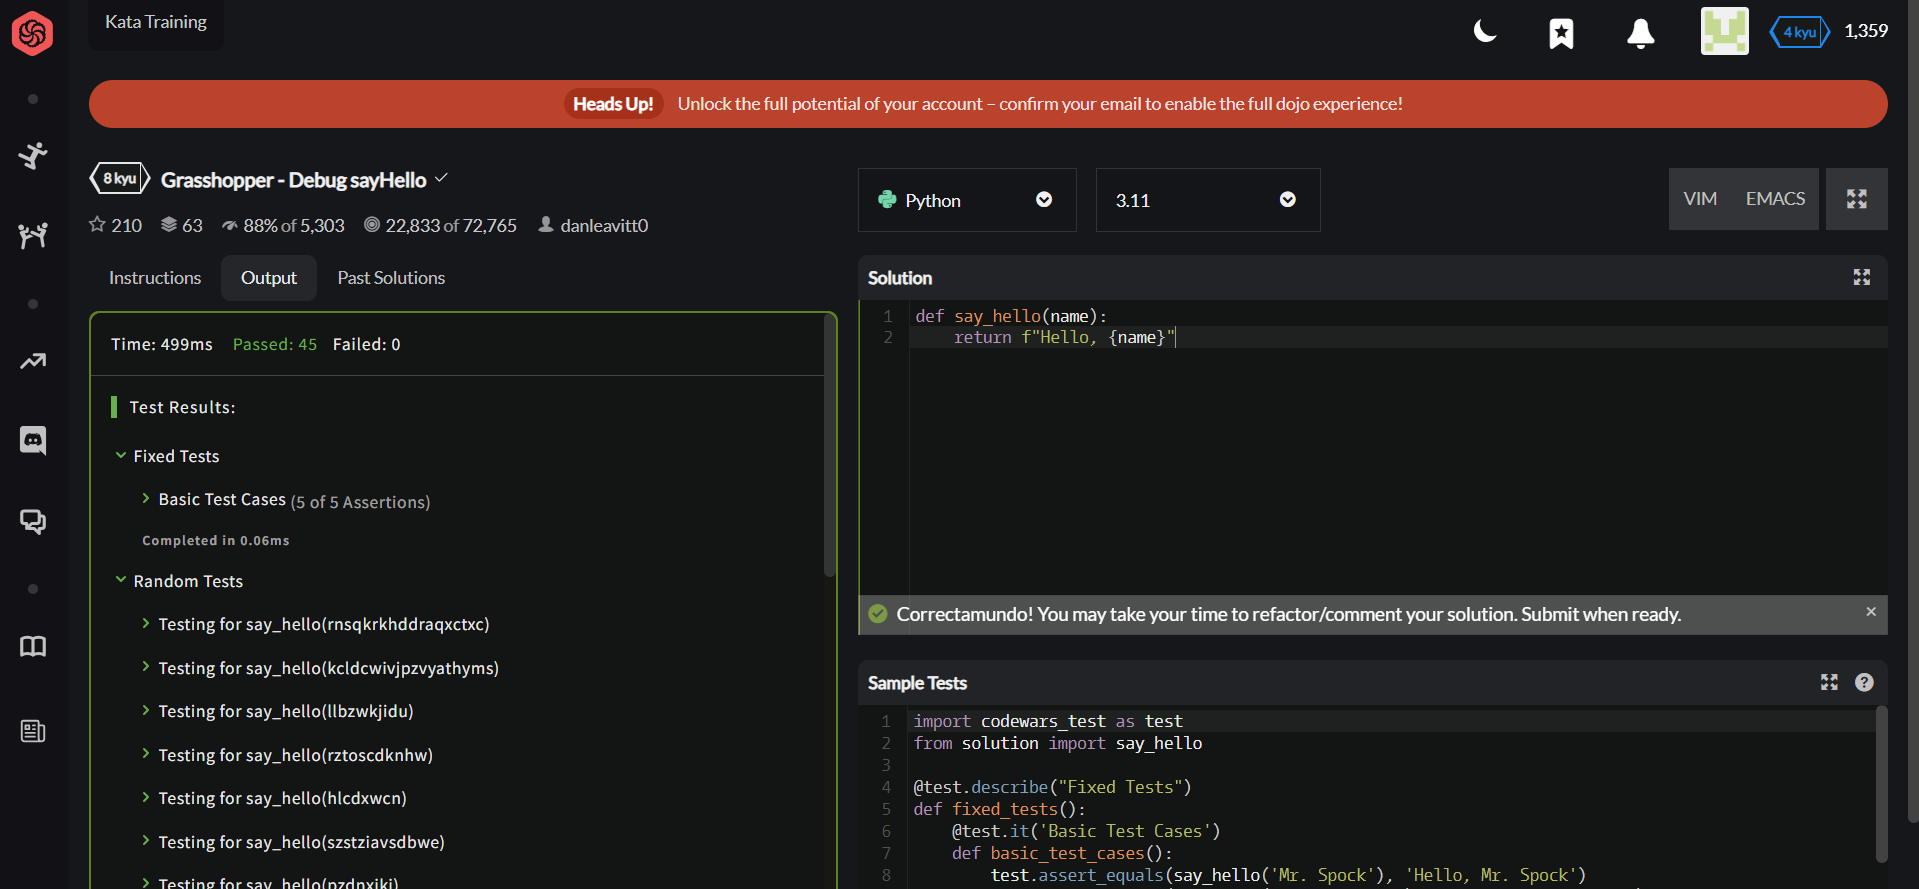 Kata Training
4 kyu 1,359
Heads Up! Unlock the full potential of your account – confirm your email to enable the full dojo experience!
8 kyu Grasshopper - Debug sayHello
210 63 88% of 5,303 22,833 of 72,765 danleavitt0
Python 3.11 VIM EMACS
Instructions Output Past Solutions
Time: 499ms Passed: 45 Failed: 0
Test Results:
Fixed Tests
Basic Test Cases (5 of 5 Assertions)
Completed in 0.06ms
Random Tests
Testing for say_hello(rnsqkrkhddraqxctxc)
Testing for say_hello(kcldcwivjpzvyathyms)
Testing for say_hello(llbzwkjidu)
Testing for say_hello(rztoscdknhw)
Testing for say_hello(hlcdxwcn)
Testing for say_hello(szstziavsdbwe)
Testing for say_hello(pzdnxiki)
Solution
1 def say_hello(name):
2     return f"Hello, {name}"
Correctamundo! You may take your time to refactor/comment your solution. Submit when ready.
Sample Tests
1 import codewars_test as test
2 from solution import say_hello
3
4 @test.describe("Fixed Tests")
5 def fixed_tests():
6     @test.it('Basic Test Cases')
7     def basic_test_cases():
8         test.assert_equals(say_hello('Mr. Spock'), 'Hello, Mr. Spock')